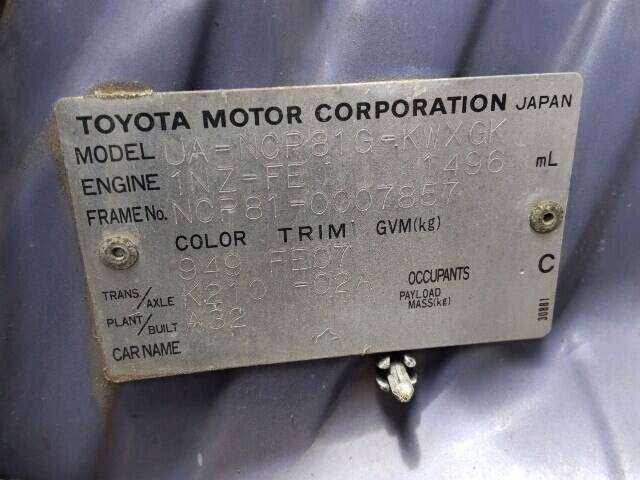 TOYOTA MOTOR CORPORATION JAPAN
MODEL UA-NCP81G-KWXGK
ENGINE 1NZ-FE 1496 mL
FRAME No. NCP81-0007857
COLOR TRIM GVM(kg)
949 FE07
TRANS/AXLE K210 -02A OCCUPANTS C
PAYLOAD MASS(kg)
PLANT/BUILT A32
CAR NAME
30881